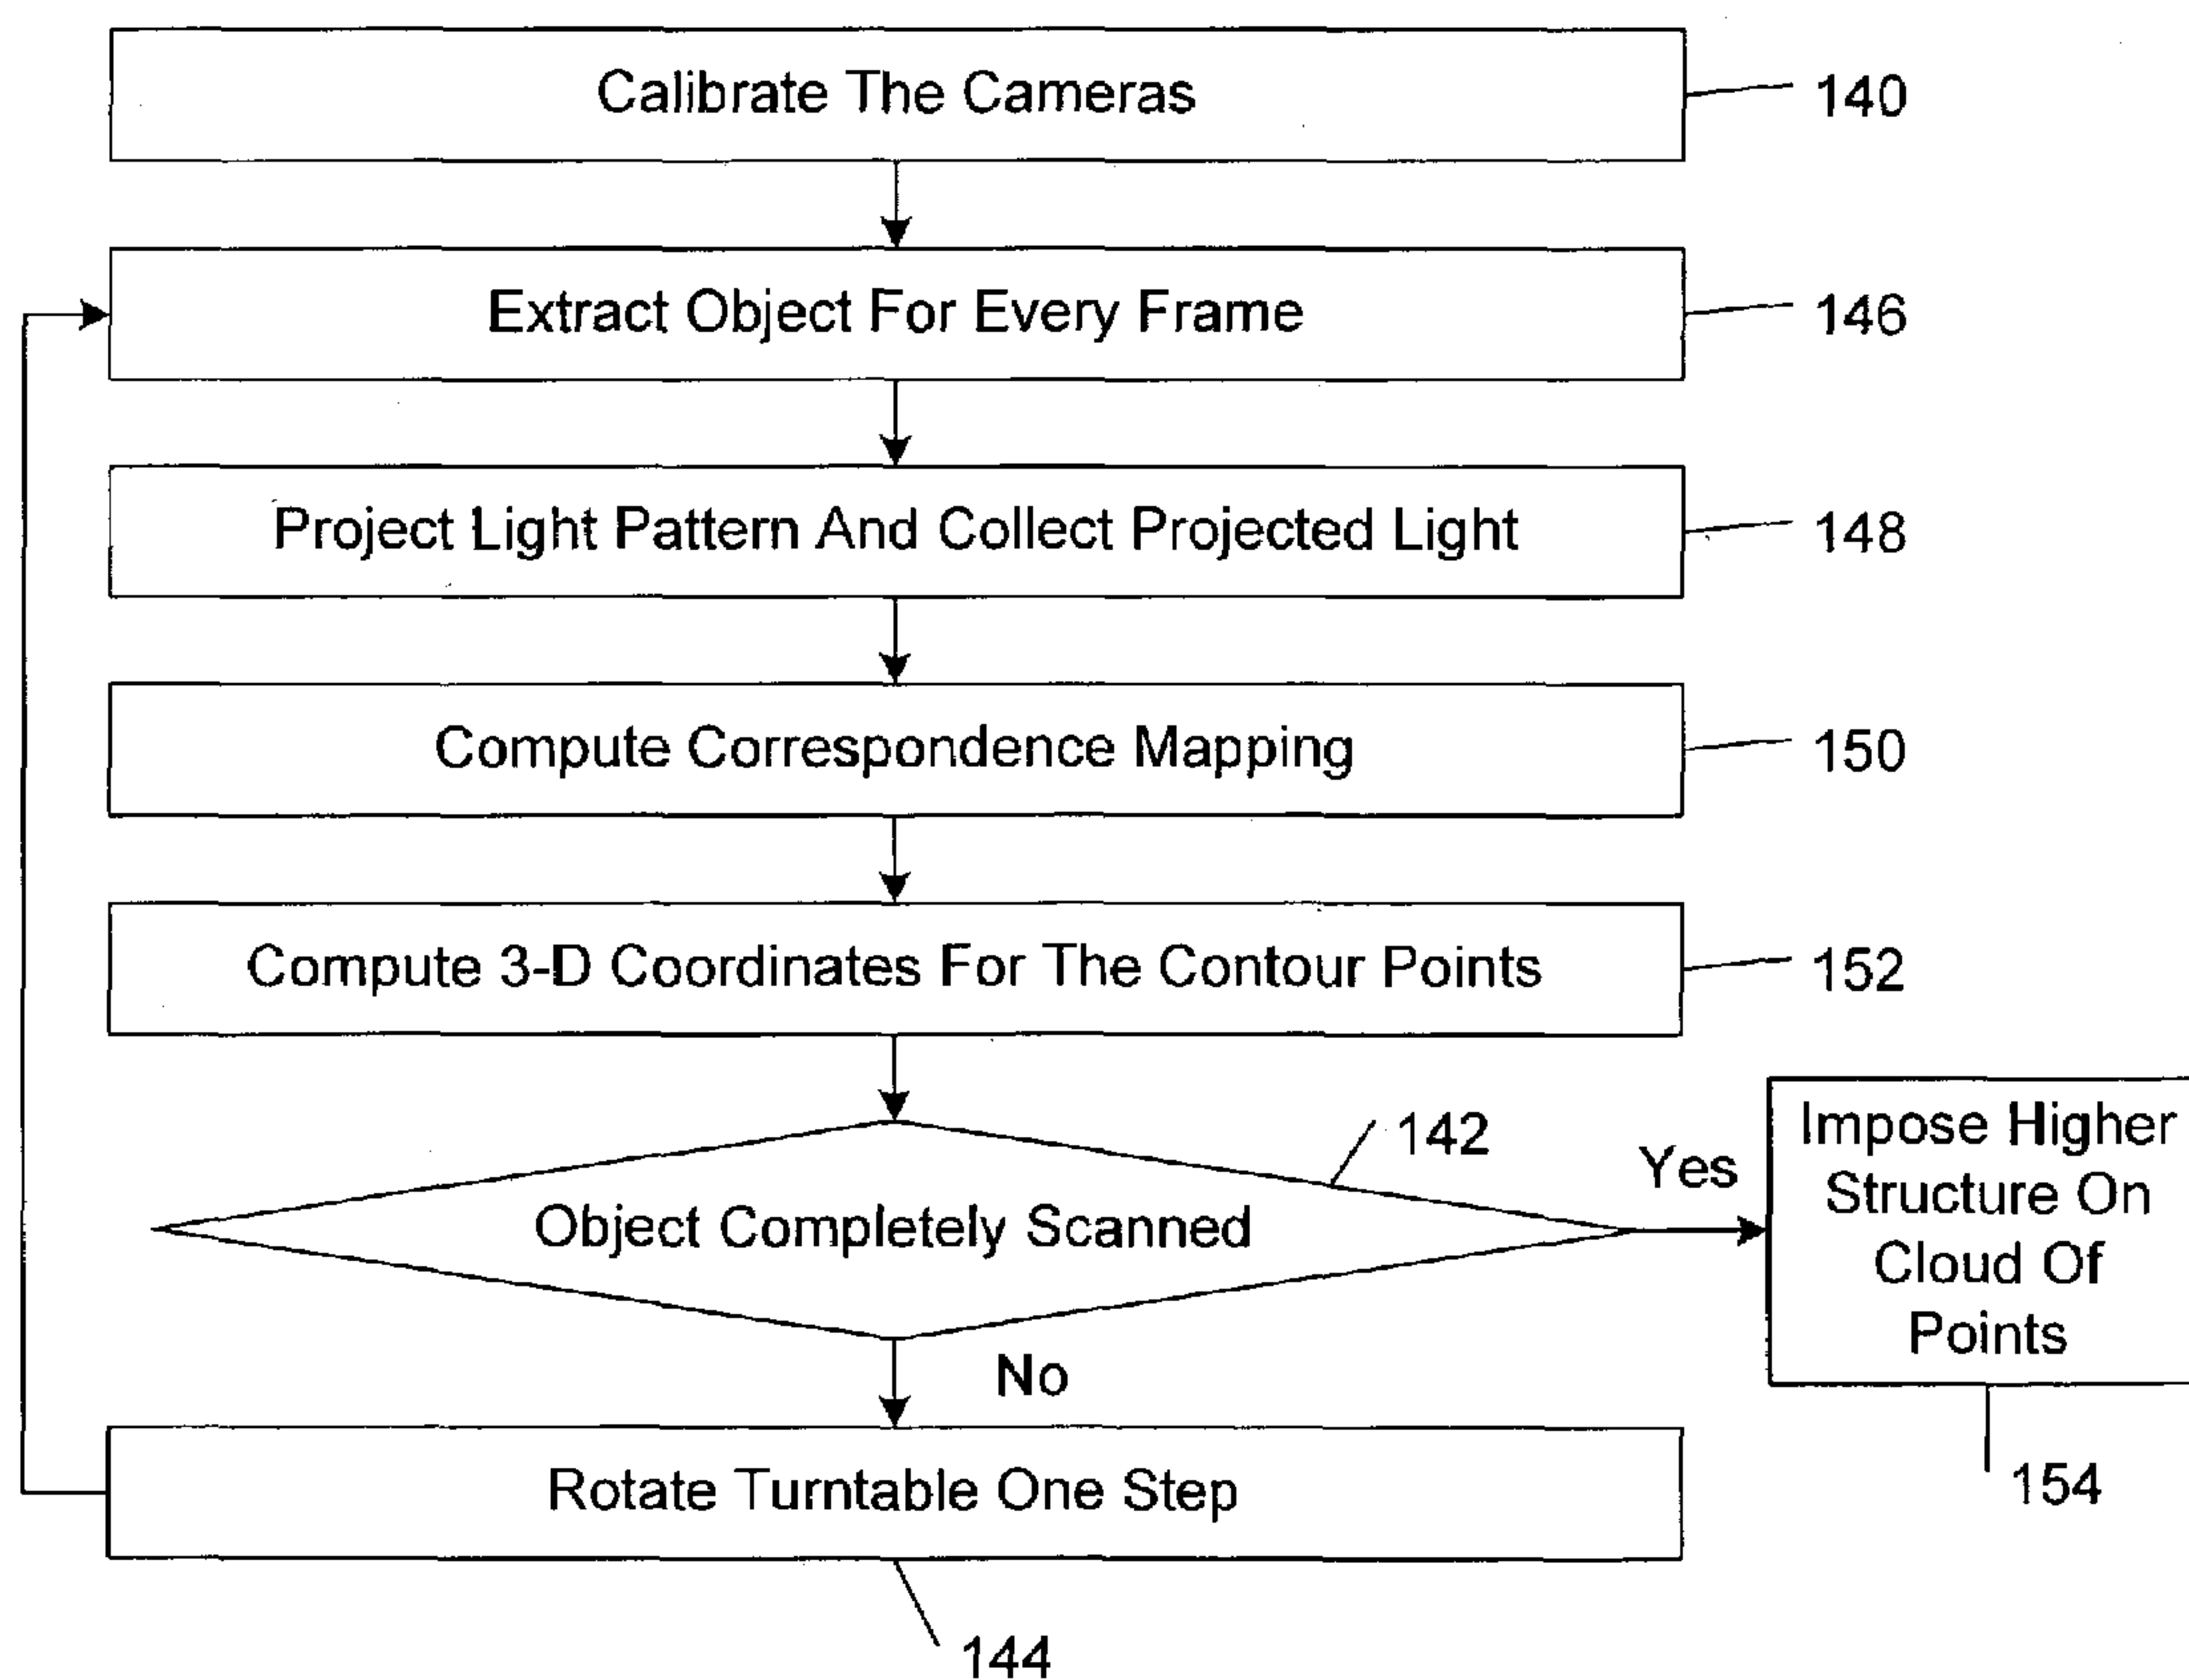 Calibrate The Cameras
140
Extract Object For Every Frame
146
Project Light Pattern And Collect Projected Light
148
Compute Correspondence Mapping
150
Compute 3-D Coordinates For The Contour Points
152
Object Completely Scanned
142
Yes
Impose Higher
Structure On
Cloud Of
Points
154
No
Rotate Turntable One Step
144